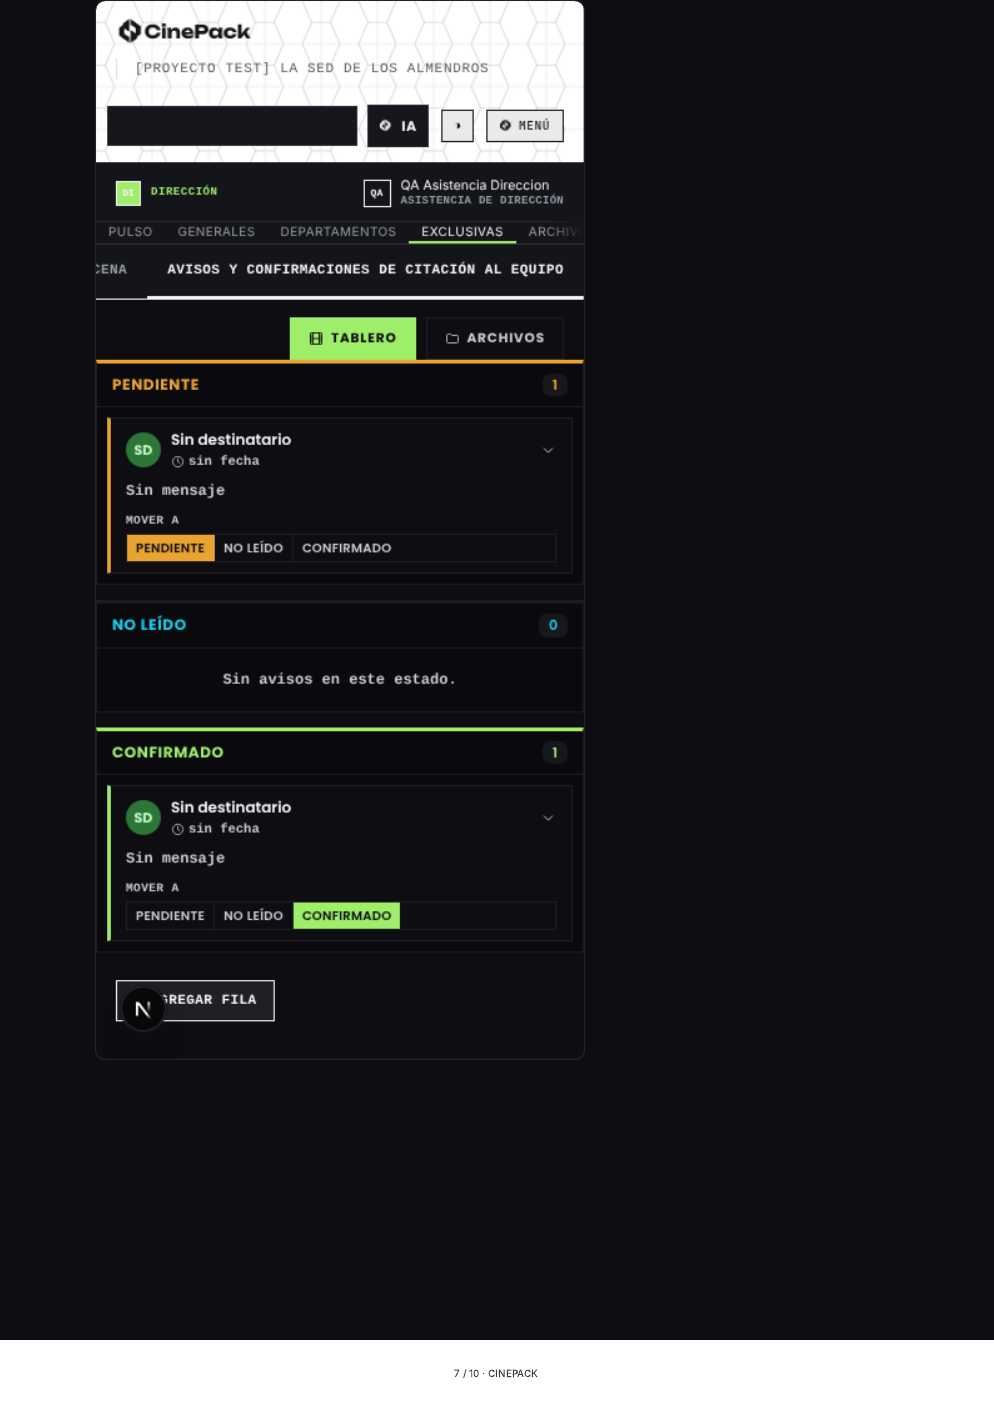 CinePack
[PROYECTO TEST] LA SED DE LOS ALMENDROS
IA
MENÚ
DI
DIRECCIÓN
QA
QA Asistencia Direccion
ASISTENCIA DE DIRECCIÓN
PULSO GENERALES DEPARTAMENTOS EXCLUSIVAS ARCHIV
CENA AVISOS Y CONFIRMACIONES DE CITACIÓN AL EQUIPO
TABLERO ARCHIVOS
PENDIENTE 1
SD
Sin destinatario
sin fecha
Sin mensaje
MOVER A
PENDIENTE NO LEÍDO CONFIRMADO
NO LEÍDO 0
Sin avisos en este estado.
CONFIRMADO 1
SD
Sin destinatario
sin fecha
Sin mensaje
MOVER A
PENDIENTE NO LEÍDO CONFIRMADO
N
GREGAR FILA
7 / 10 · CINEPACK